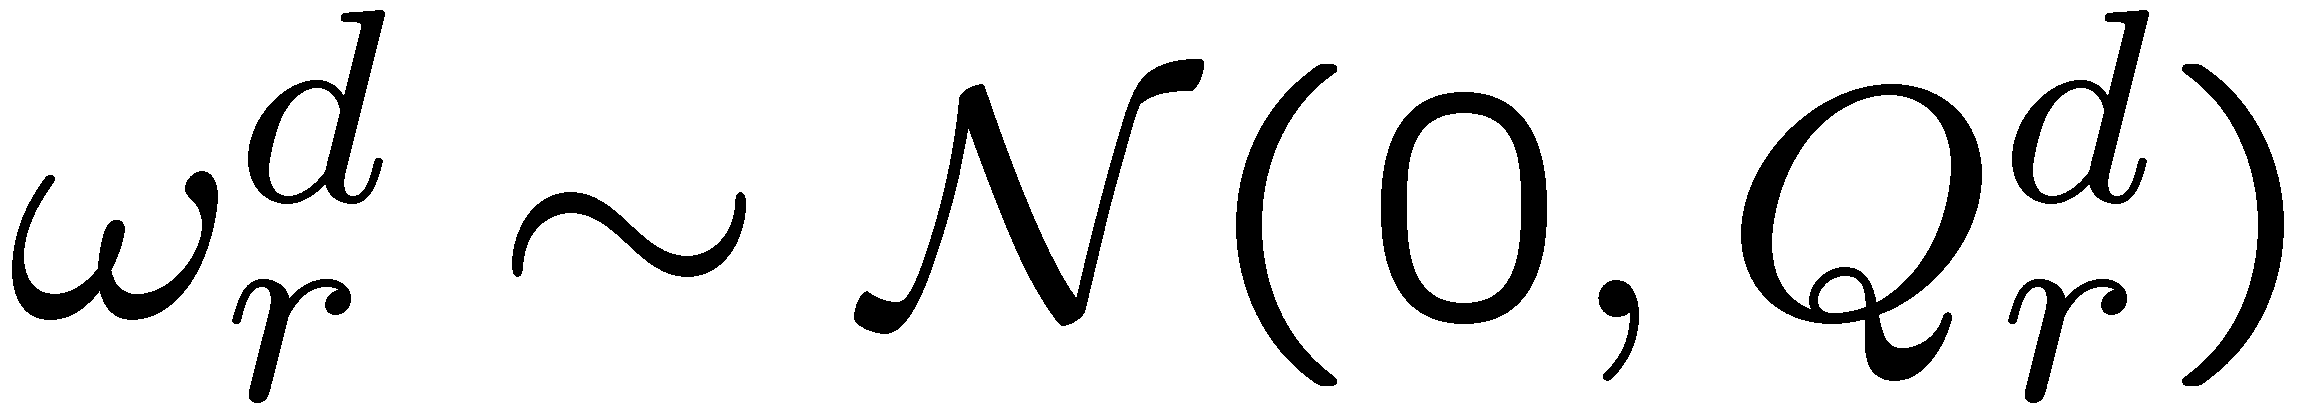 ω_r^d ∼ 𝒩(0, Q_r^d)